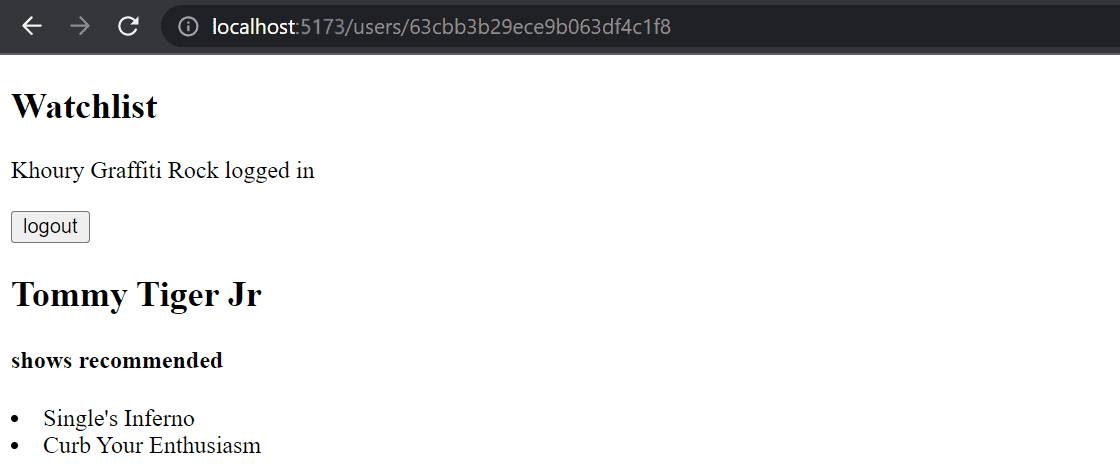 localhost:5173/users/63cbb3b29ece9b063df4c1f8
Watchlist
Khoury Graffiti Rock logged in
logout
Tommy Tiger Jr
shows recommended
• Single's Inferno
• Curb Your Enthusiasm